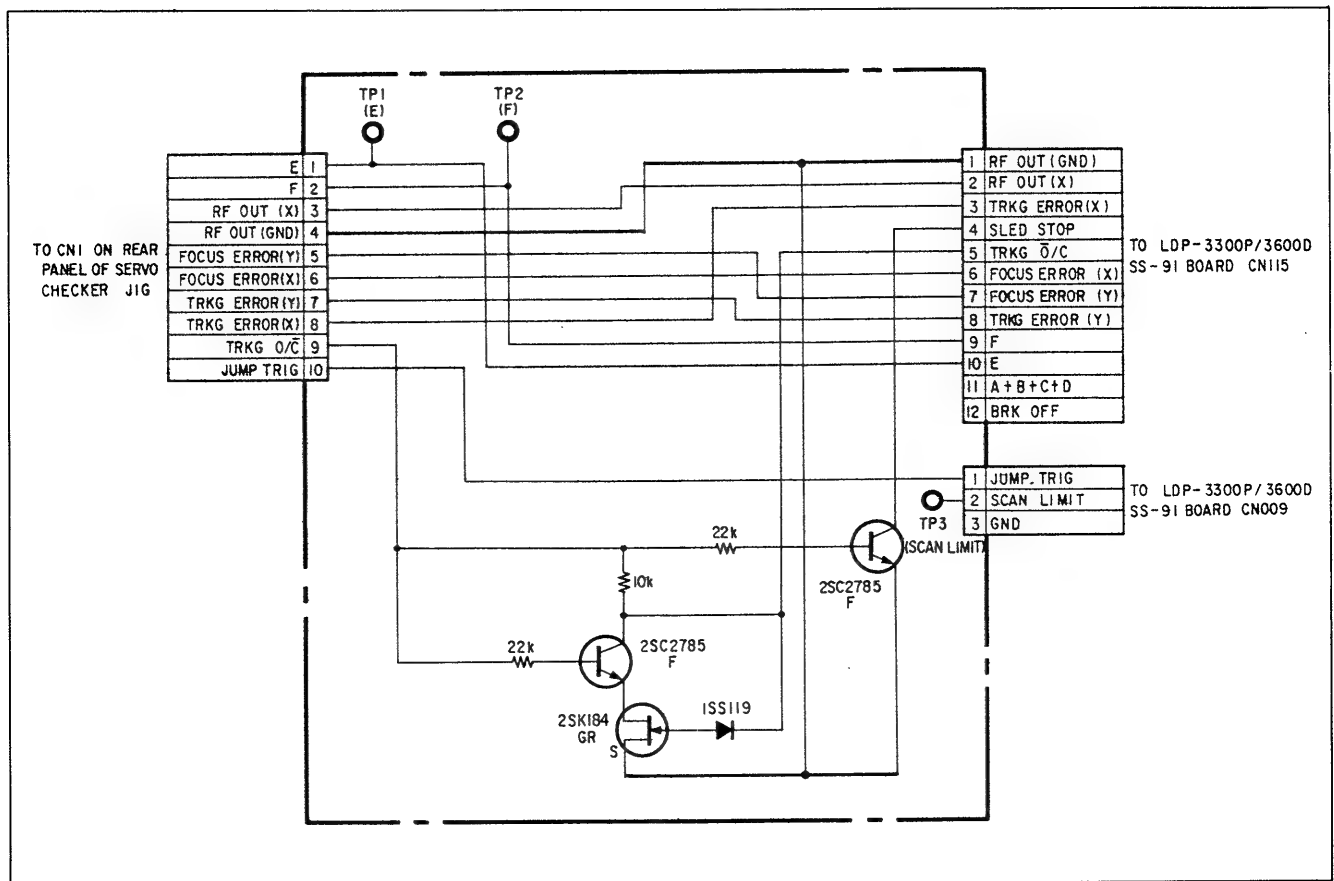 TP1
(E)
TP2
(F)
E 1
F 2
RF OUT (X) 3
RF OUT (GND) 4
FOCUS ERROR(Y) 5
FOCUS ERROR(X) 6
TRKG ERROR(Y) 7
TRKG ERROR(X) 8
TRKG O/C̅ 9
JUMP TRIG 10
TO CN1 ON REAR
PANEL OF SERVO
CHECKER JIG
1 RF OUT (GND)
2 RF OUT (X)
3 TRKG ERROR(X)
4 SLED STOP
5 TRKG O̅/C
6 FOCUS ERROR (X)
7 FOCUS ERROR (Y)
8 TRKG ERROR (Y)
9 F
10 E
11 A+B+C+D
12 BRK OFF
TO LDP-3300P/3600D
SS-91 BOARD CN115
1 JUMP. TRIG
2 SCAN LIMIT
3 GND
TO LDP-3300P/3600D
SS-91 BOARD CN009
TP3
(SCAN LIMIT)
22k
2SC2785
F
10k
22k
2SC2785
F
2SK184
GR
S
1SS119